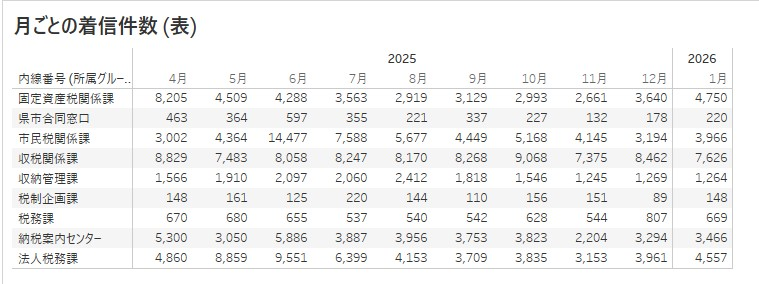 月ごとの着信件数 (表)
2025 2026
内線番号 (所属グルー.. 4月 5月 6月 7月 8月 9月 10月 11月 12月 1月
固定資産税関係課 8,205 4,509 4,288 3,563 2,919 3,129 2,993 2,661 3,640 4,750
県市合同窓口 463 364 597 355 221 337 227 132 178 220
市民税関係課 3,002 4,364 14,477 7,588 5,677 4,449 5,168 4,145 3,194 3,966
収税関係課 8,829 7,483 8,058 8,247 8,170 8,268 9,068 7,375 8,462 7,626
収納管理課 1,566 1,910 2,097 2,060 2,412 1,818 1,546 1,245 1,269 1,264
税制企画課 148 161 125 220 144 110 156 151 89 148
税務課 670 680 655 537 540 542 628 544 807 669
納税案内センター 5,300 3,050 5,886 3,887 3,956 3,753 3,823 2,204 3,294 3,466
法人税務課 4,860 8,859 9,551 6,399 4,153 3,709 3,835 3,153 3,961 4,557